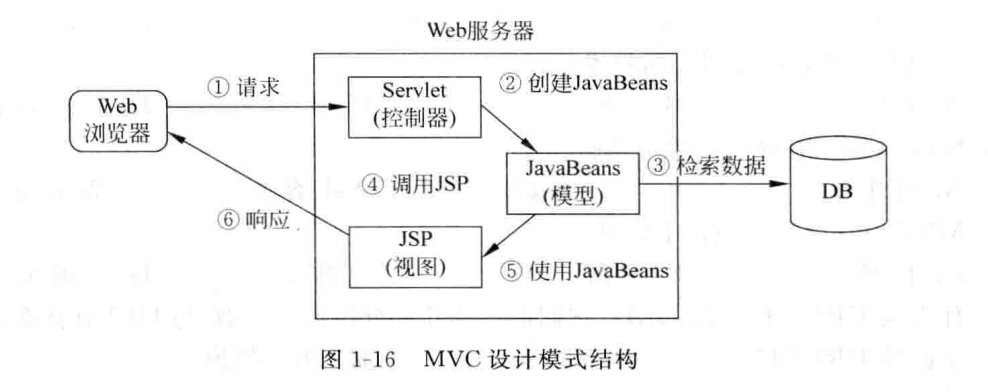 Web服务器
① 请求
Servlet
(控制器)
② 创建JavaBeans
Web
浏览器
JavaBeans
(模型)
③ 检索数据
DB
④ 调用JSP
⑥ 响应
JSP
(视图)
⑤ 使用JavaBeans
图 1-16 MVC 设计模式结构